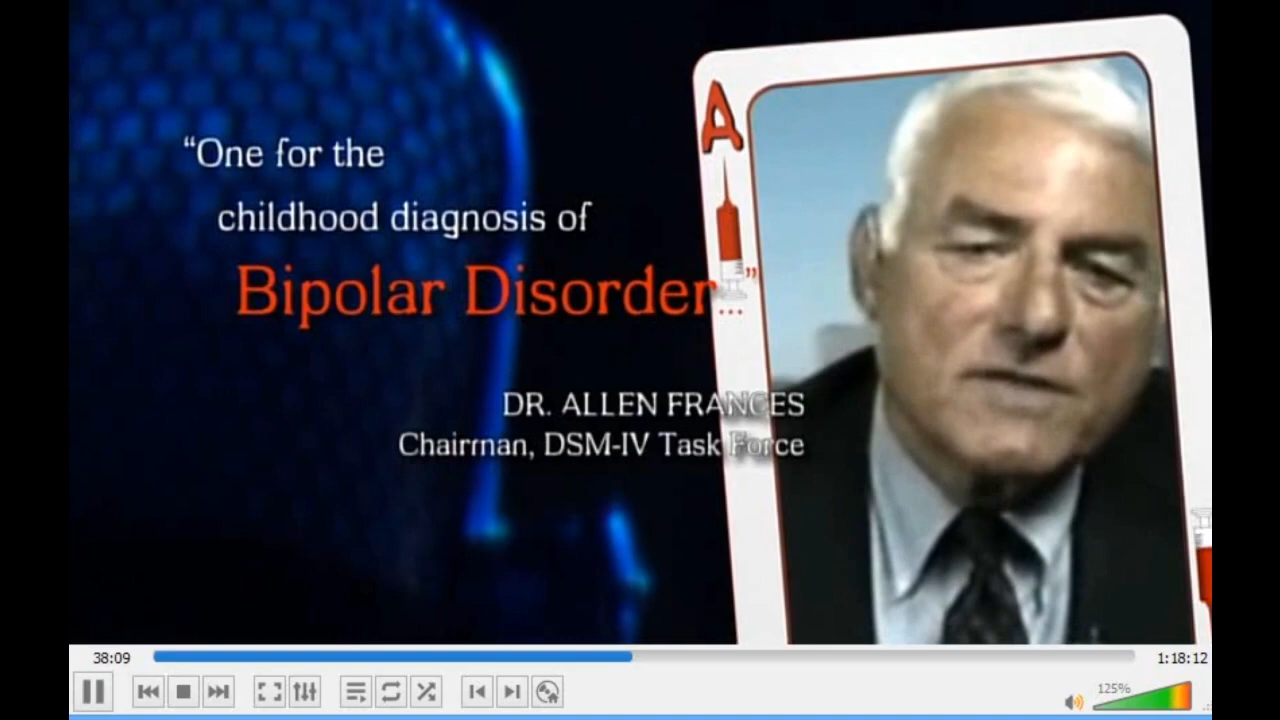 “One for the
childhood diagnosis of
Bipolar Disorder...”
A
DR. ALLEN FRANCES
Chairman, DSM-IV Task Force
38:09
1:18:12
125%